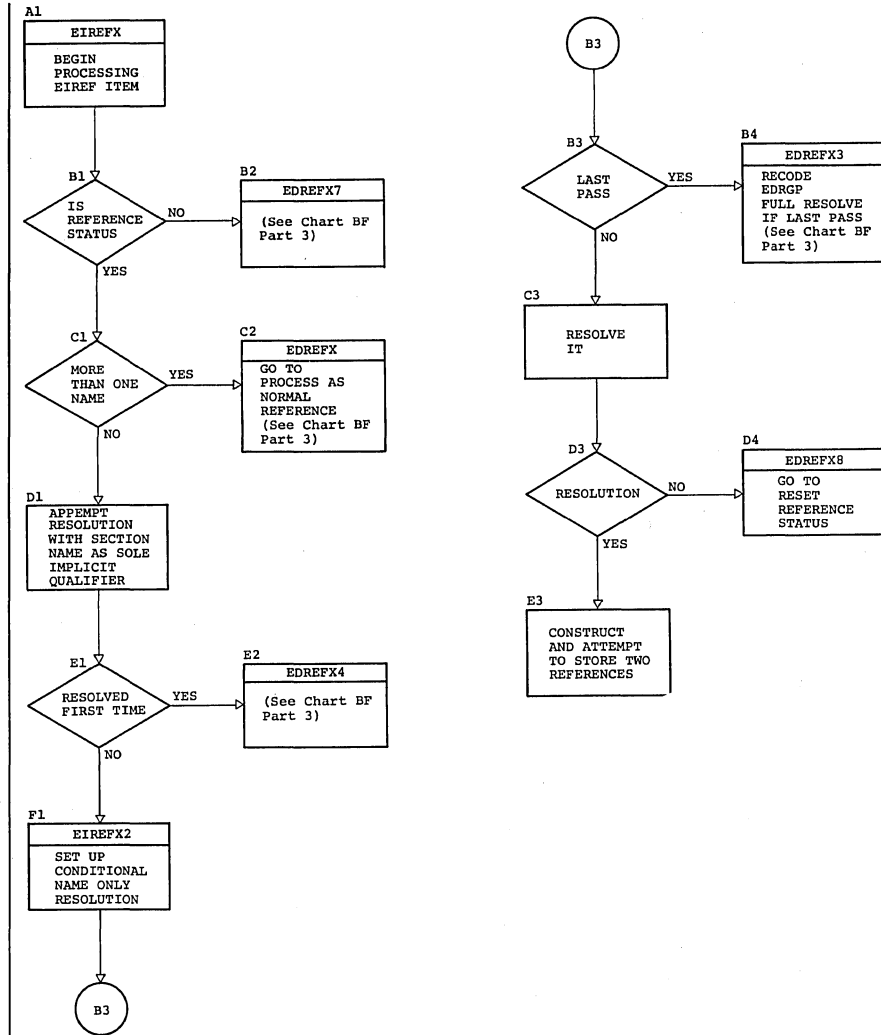 A1
EIREFX
BEGIN
PROCESSING
EIREF ITEM
B1
IS
REFERENCE
STATUS
NO
YES
B2
EDREFX7
(See Chart BF
Part 3)
C1
MORE
THAN ONE
NAME
YES
NO
C2
EDREFX
GO TO
PROCESS AS
NORMAL
REFERENCE
(See Chart BF
Part 3)
D1
APPEMPT
RESOLUTION
WITH SECTION
NAME AS SOLE
IMPLICIT
QUALIFIER
E1
RESOLVED
FIRST TIME
YES
NO
E2
EDREFX4
(See Chart BF
Part 3)
F1
EIREFX2
SET UP
CONDITIONAL
NAME ONLY
RESOLUTION
B3
B3
B3
LAST
PASS
YES
NO
B4
EDREFX3
RECODE
EDRGP
FULL RESOLVE
IF LAST PASS
(See Chart BF
Part 3)
C3
RESOLVE
IT
D3
RESOLUTION
NO
YES
D4
EDREFX8
GO TO
RESET
REFERENCE
STATUS
E3
CONSTRUCT
AND ATTEMPT
TO STORE TWO
REFERENCES